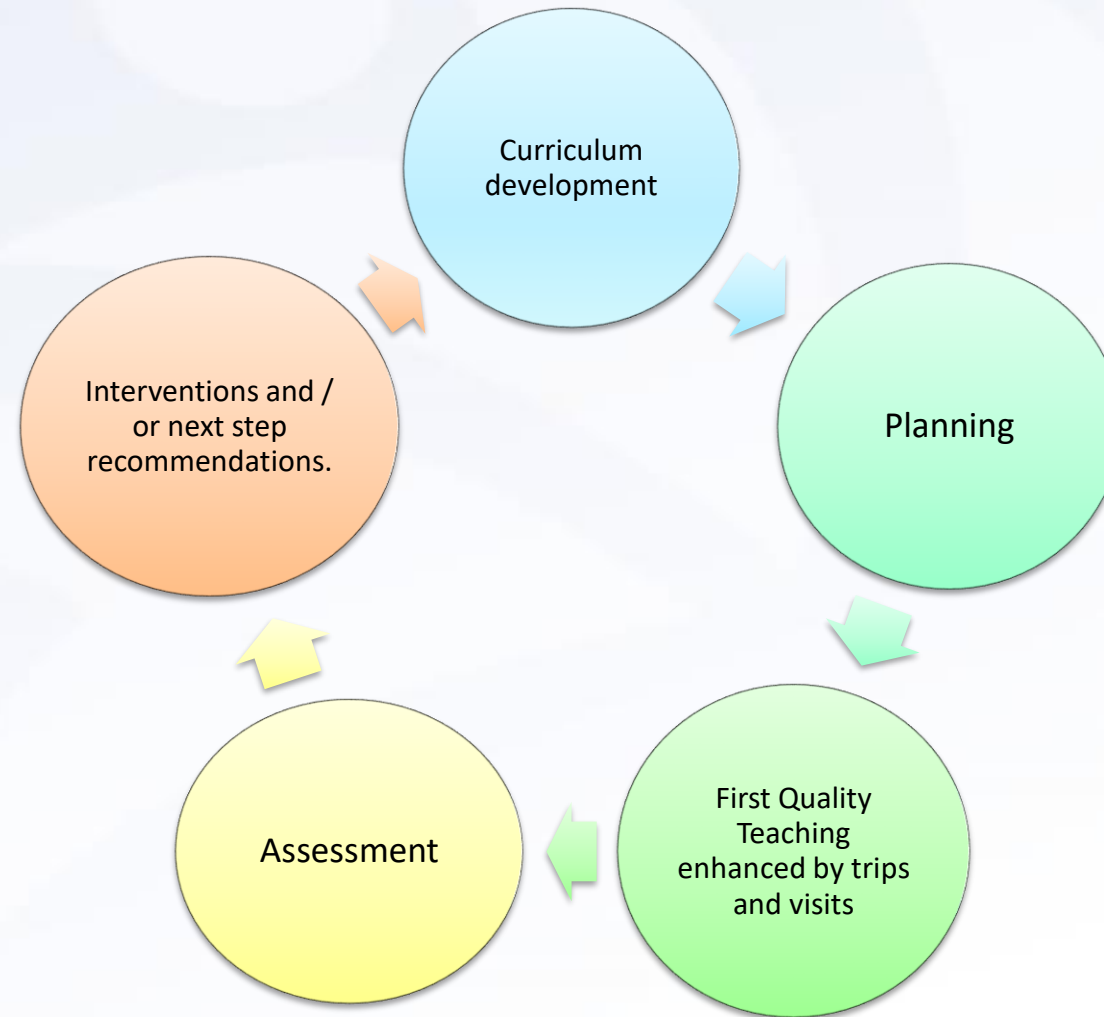 Curriculum
development
Planning
First Quality
Teaching
enhanced by trips
and visits
Assessment
Interventions and /
or next step
recommendations.